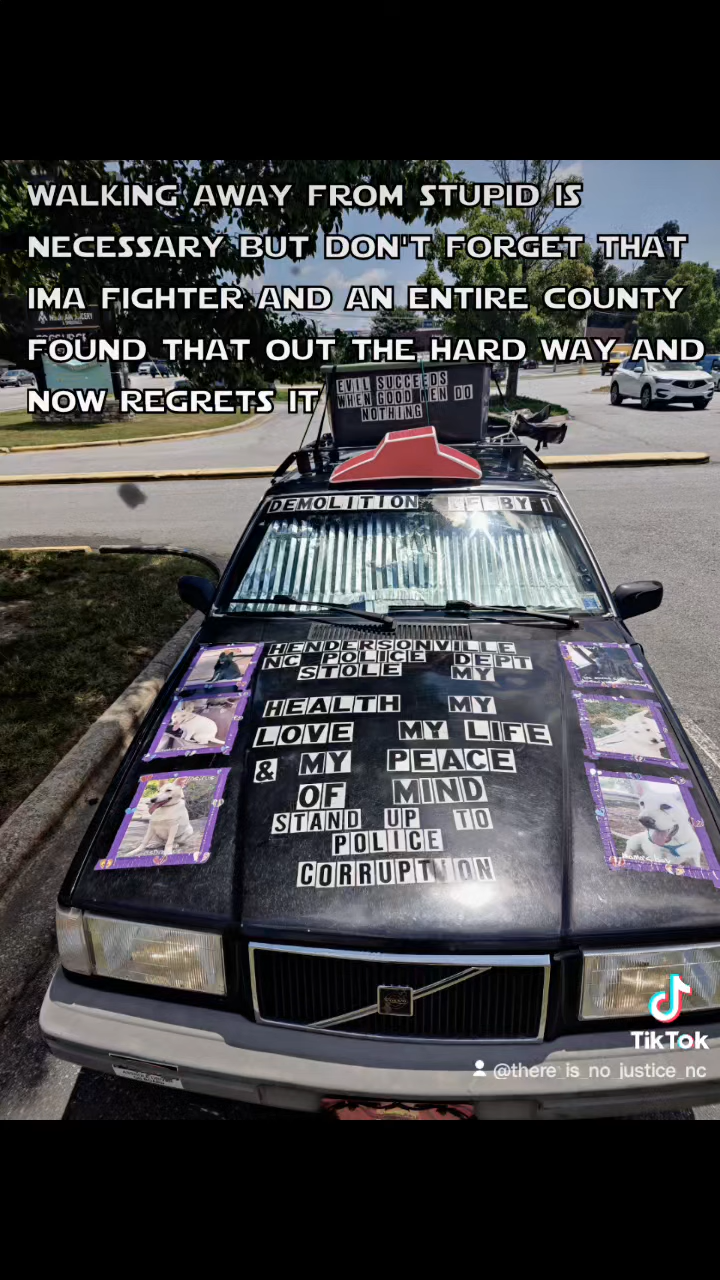 WALKING AWAY FROM STUPID IS
NECESSARY BUT DON'T FORGET THAT
IMA FIGHTER AND AN ENTIRE COUNTY
FOUND THAT OUT THE HARD WAY AND
NOW REGRETS IT
EVIL SUCCEEDS
WHEN GOOD MEN DO
NOTHING
DEMOLITION BY 1
HENDERSONVILLE
NC POLICE DEPT
STOLE MY
HEALTH MY
LOVE MY LIFE
& MY PEACE
OF MIND
STAND UP TO
POLICE
CORRUPTION
TikTok
@there_is_no_justice_nc